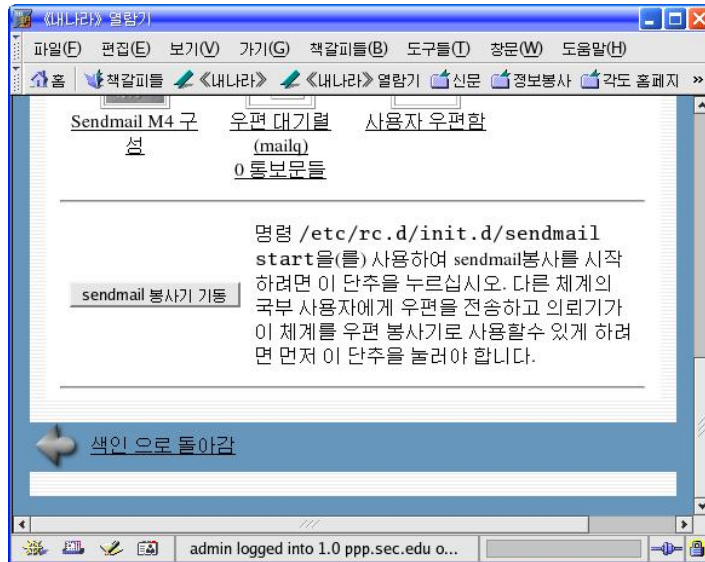 《내나라》 열람기
파일(F) 편집(E) 보기(V) 가기(G) 책갈피들(B) 도구들(T) 창문(W) 도움말(H)
홈 책갈피들 《내나라》 《내나라》 열람기 신문 정보봉사 각도 홈페지 »
Sendmail M4 구
성
우편 대기렬
(mailq)
0 통보문들
사용자 우편함
sendmail 봉사기 기동
명령 /etc/rc.d/init.d/sendmail
start을(를) 사용하여 sendmail봉사를 시작
하려면 이 단추을 누르십시오. 다른 체계의
국부 사용자에게 우편을 전송하고 의뢰기가
이 체계를 우편 봉사기로 사용할수 있게 하려
면 먼저 이 단추을 눌러야 합니다.
색인 으로 돌아감
admin logged into 1.0 ppp.sec.edu o...